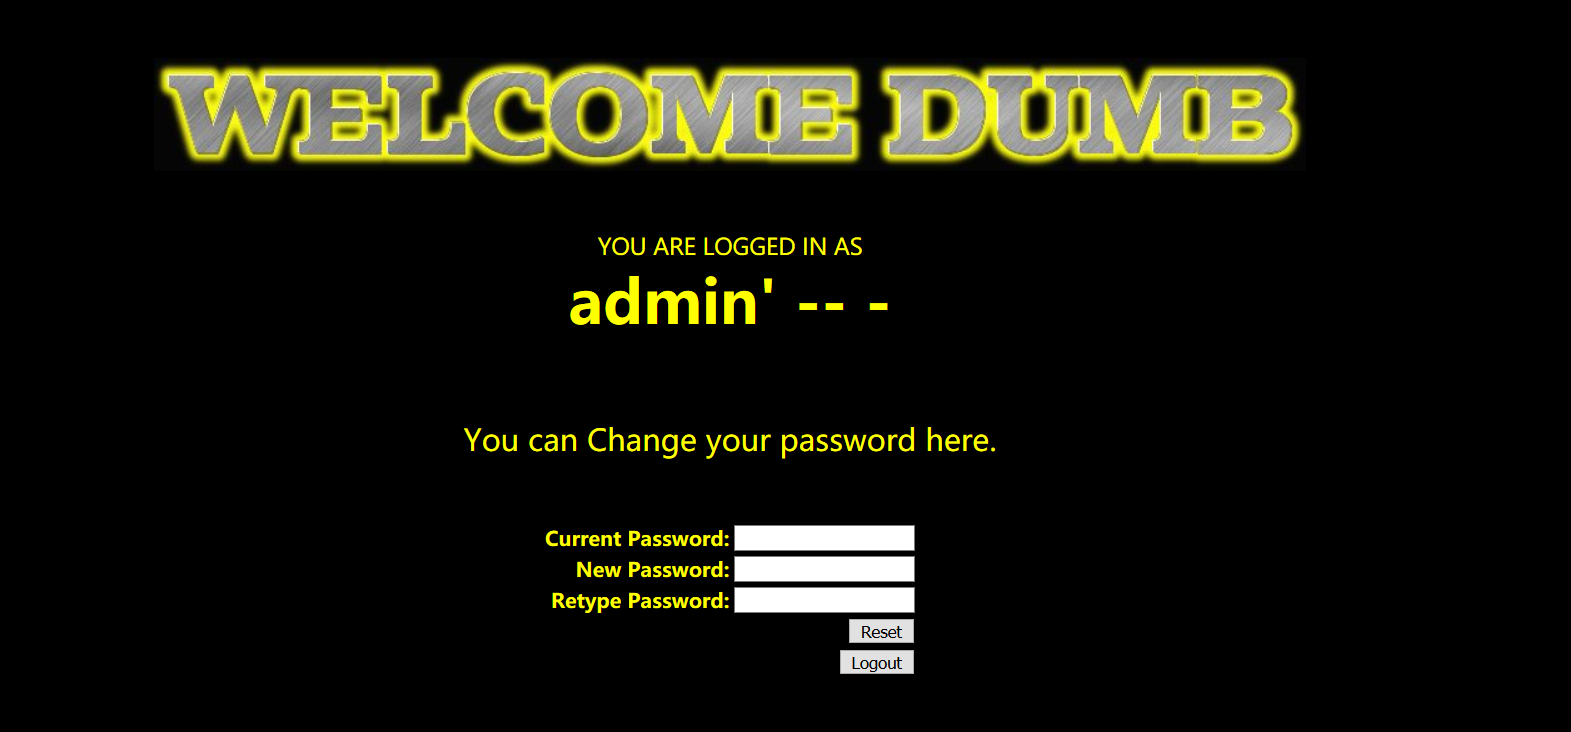 WELCOME DUMB
YOU ARE LOGGED IN AS
admin' -- -
You can Change your password here.
Current Password:
New Password:
Retype Password:
Reset
Logout